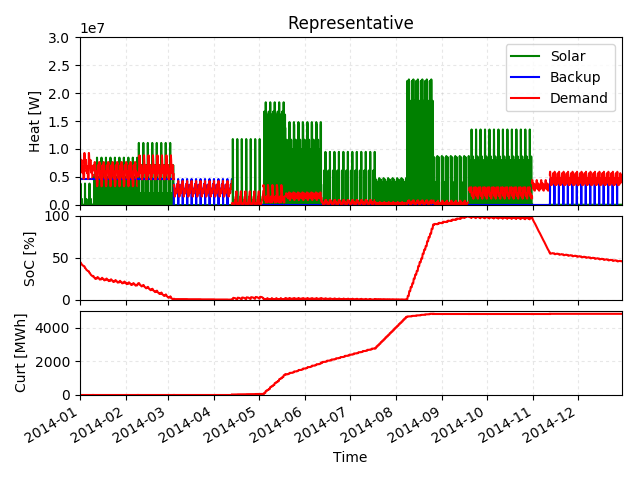 Representative
1e7
3.0
2.5
2.0
1.5
1.0
0.5
0.0
Heat [W]
Solar
Backup
Demand
100
50
0
SoC [%]
4000
2000
0
Curt [MWh]
2014-01
2014-02
2014-03
2014-04
2014-05
2014-06
2014-07
2014-08
2014-09
2014-10
2014-11
2014-12
Time